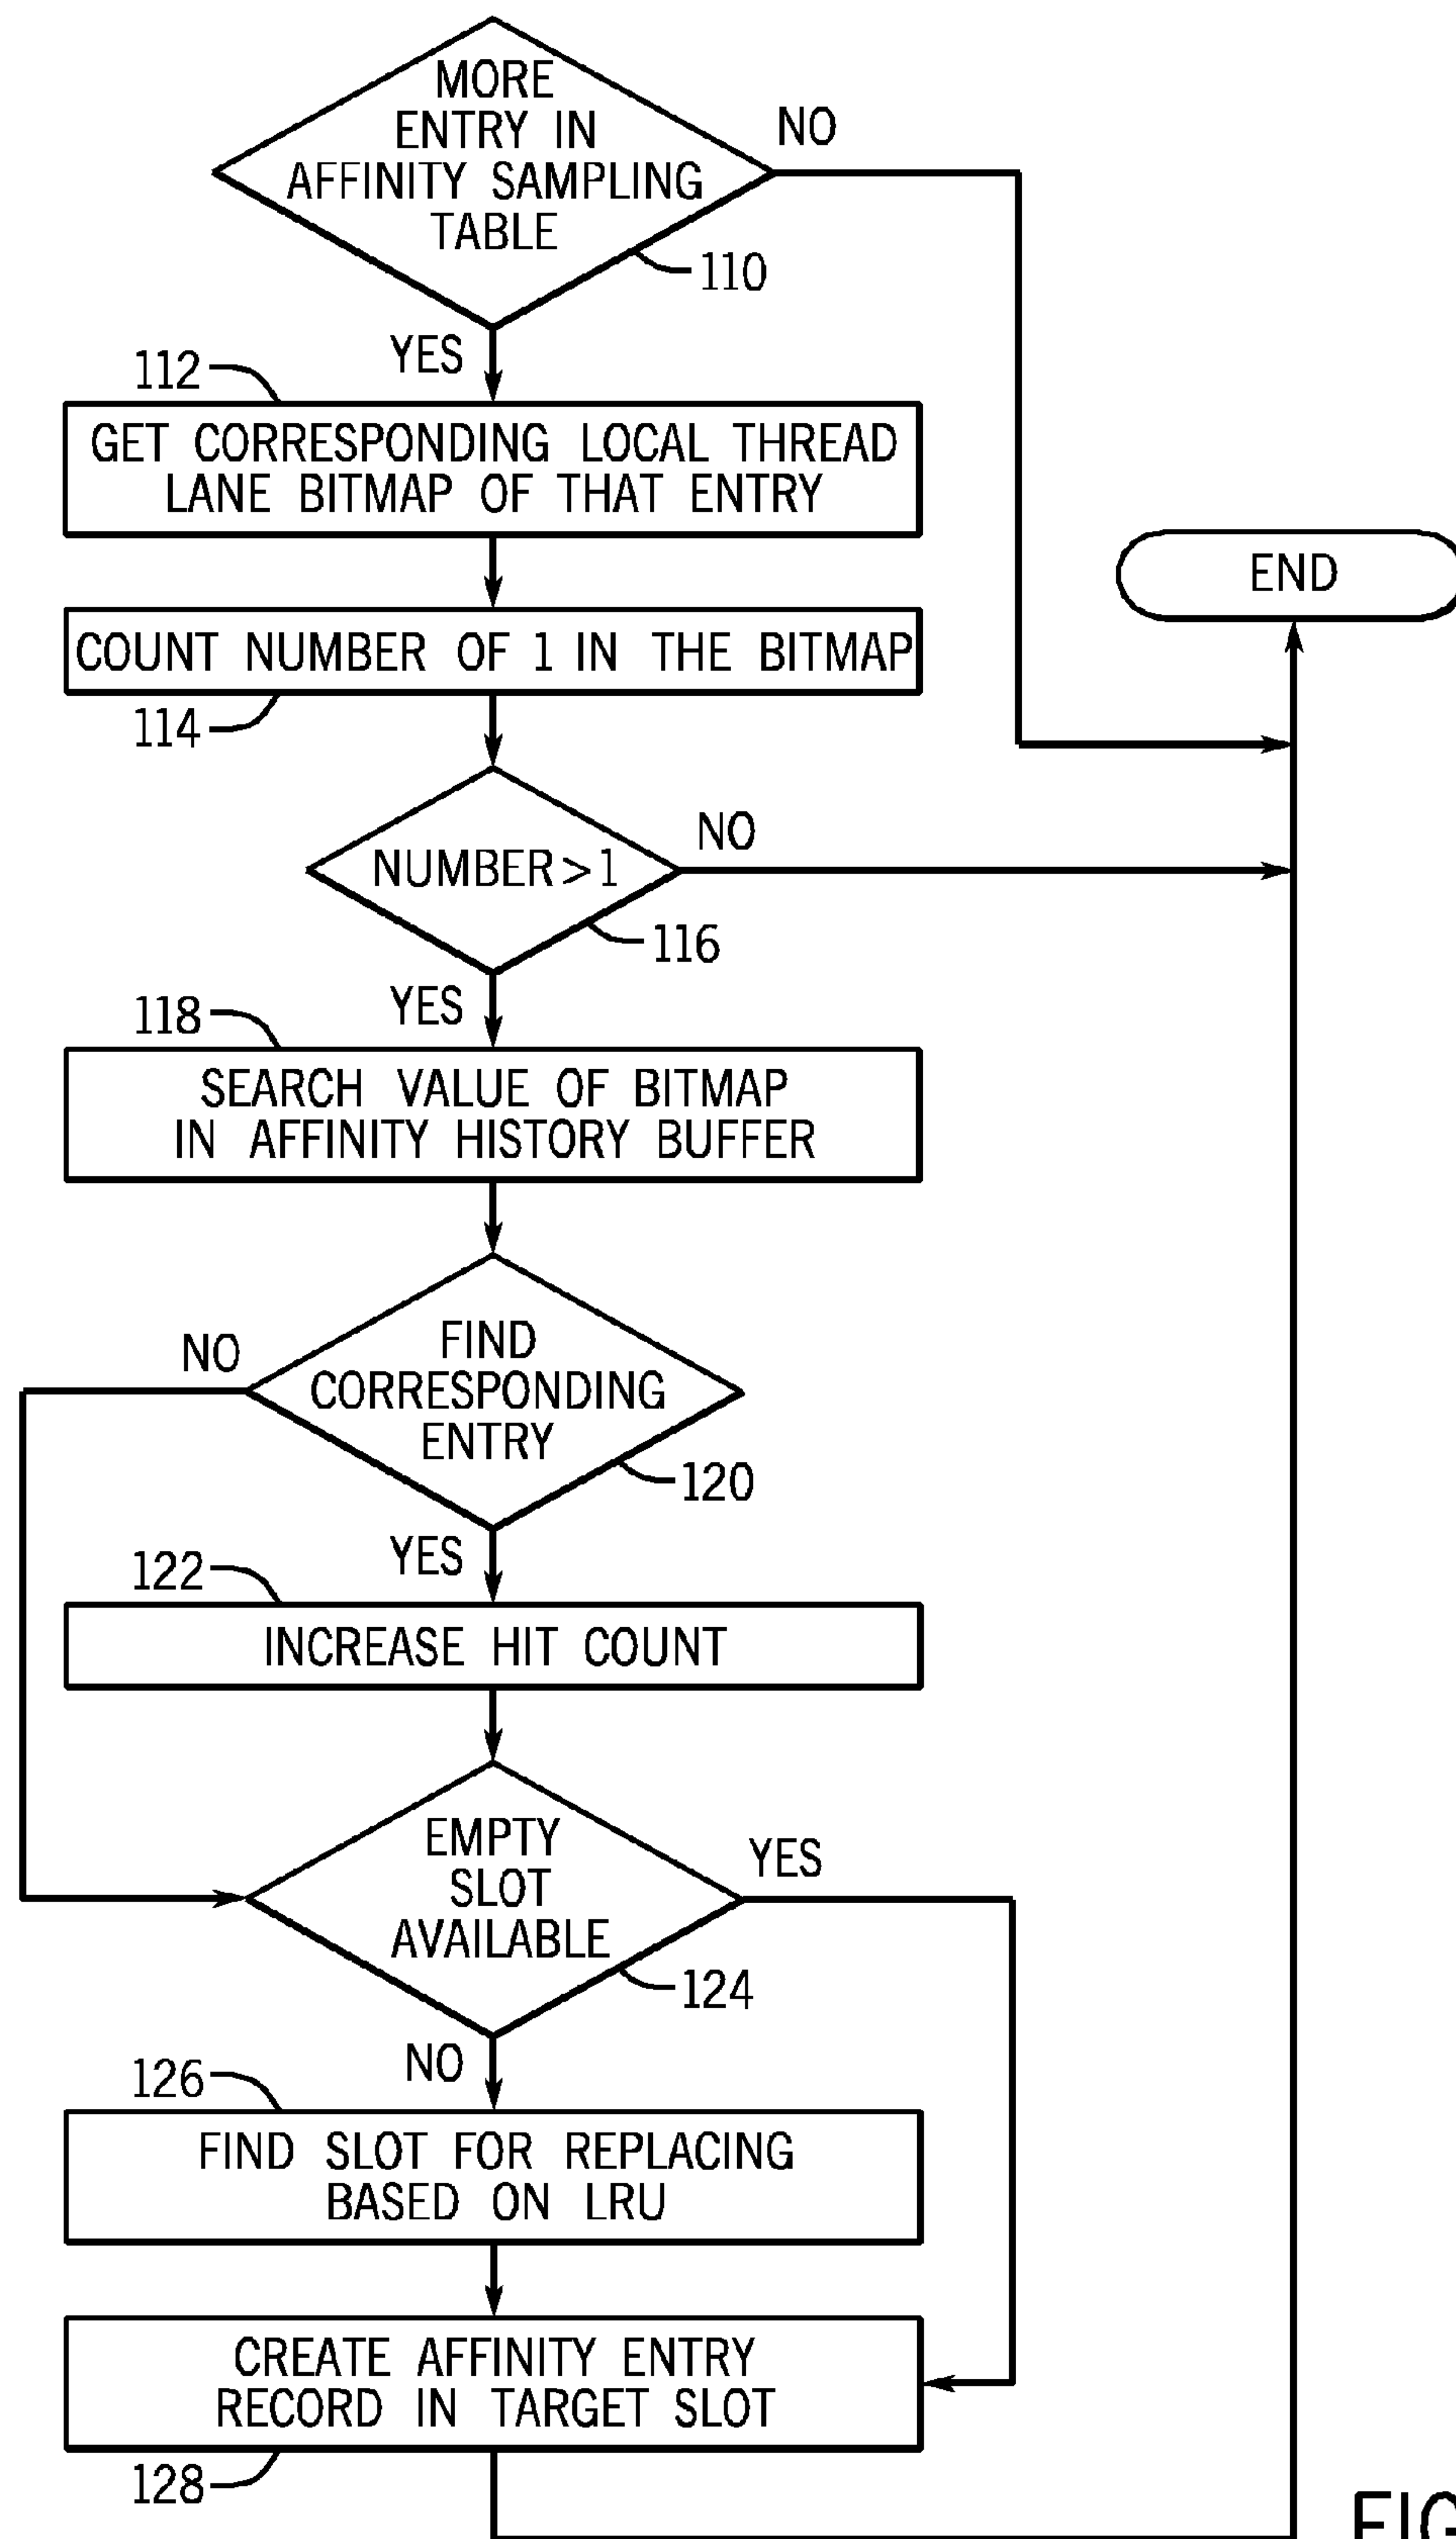 MORE
ENTRY IN
AFFINITY SAMPLING
TABLE
NO
110
YES
112
GET CORRESPONDING LOCAL THREAD
LANE BITMAP OF THAT ENTRY
END
COUNT NUMBER OF 1 IN THE BITMAP
114
NUMBER>1
NO
116
YES
118
SEARCH VALUE OF BITMAP
IN AFFINITY HISTORY BUFFER
NO
FIND
CORRESPONDING
ENTRY
120
YES
122
INCREASE HIT COUNT
EMPTY
SLOT
AVAILABLE
YES
124
NO
126
FIND SLOT FOR REPLACING
BASED ON LRU
CREATE AFFINITY ENTRY
RECORD IN TARGET SLOT
128